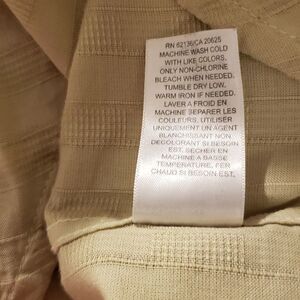 RN 62136/CA 20625
MACHINE WASH COLD
WITH LIKE COLORS,
ONLY NON-CHLORINE
BLEACH WHEN NEEDED.
TUMBLE DRY LOW.
WARM IRON IF NEEDED.
LAVER A FROID EN
MACHINE SEPARER LES
COULEURS, UTILISER
UNIQUEMENT UN AGENT
BLANCHISSANT NON
DECOLORANT SI BESOIN
EST, SECHER EN
MACHINE A BASSE
TEMPERATURE, FER
CHAUD SI BESOIN EST.